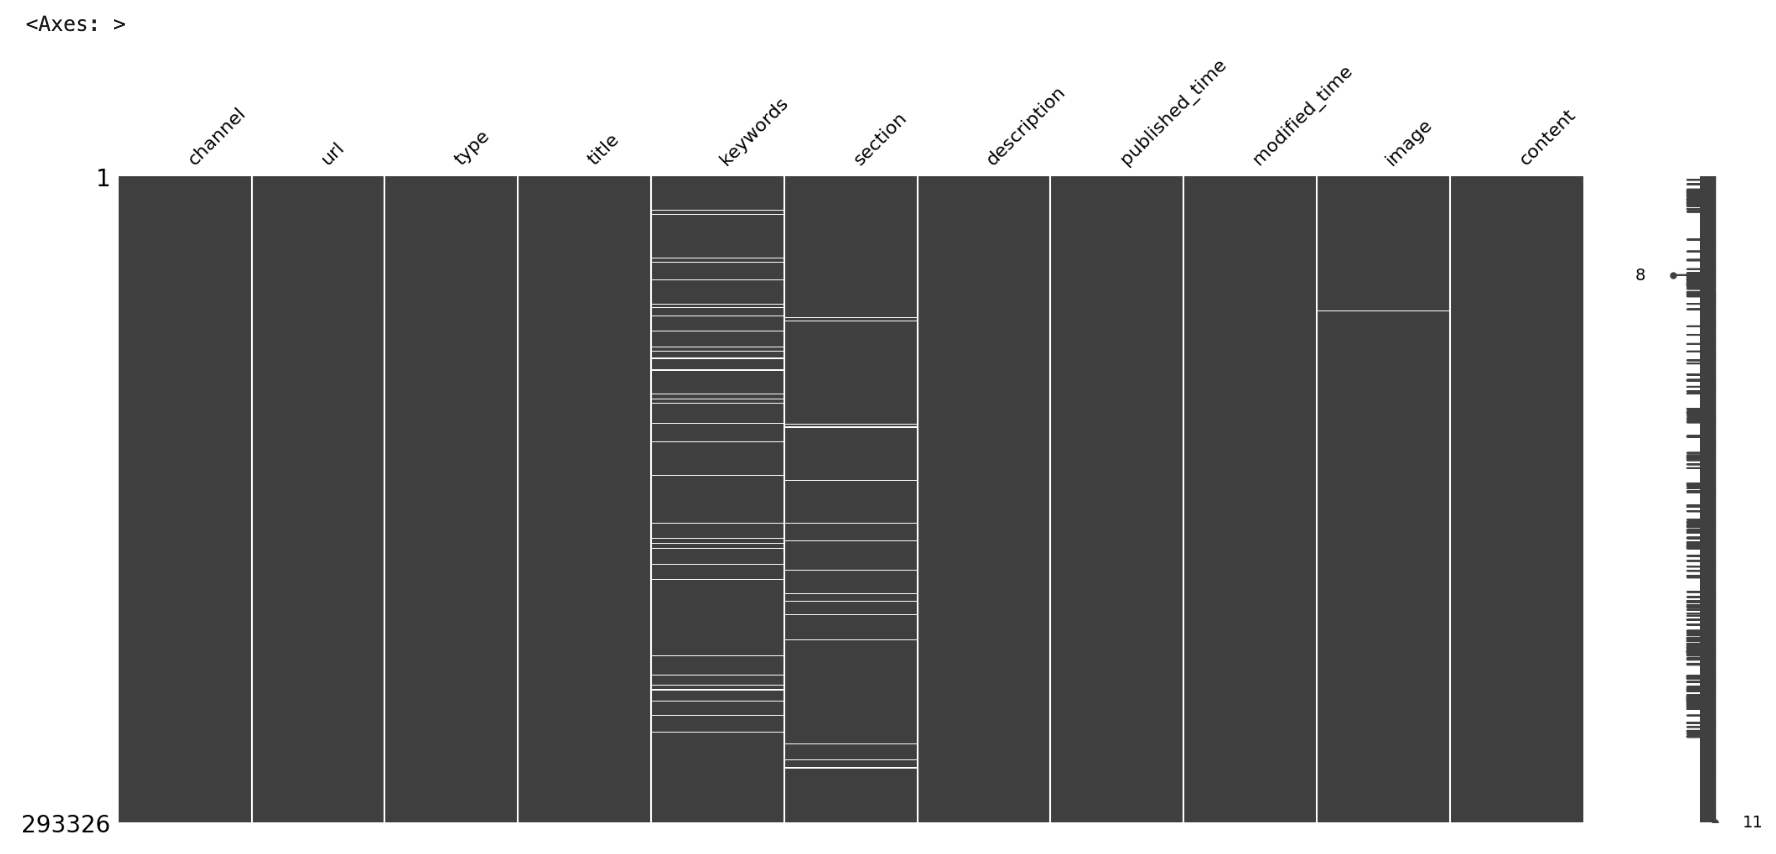 <Axes: >
channel
url
type
title
keywords
section
description
published_time
modified_time
image
content
1
8
293326
11